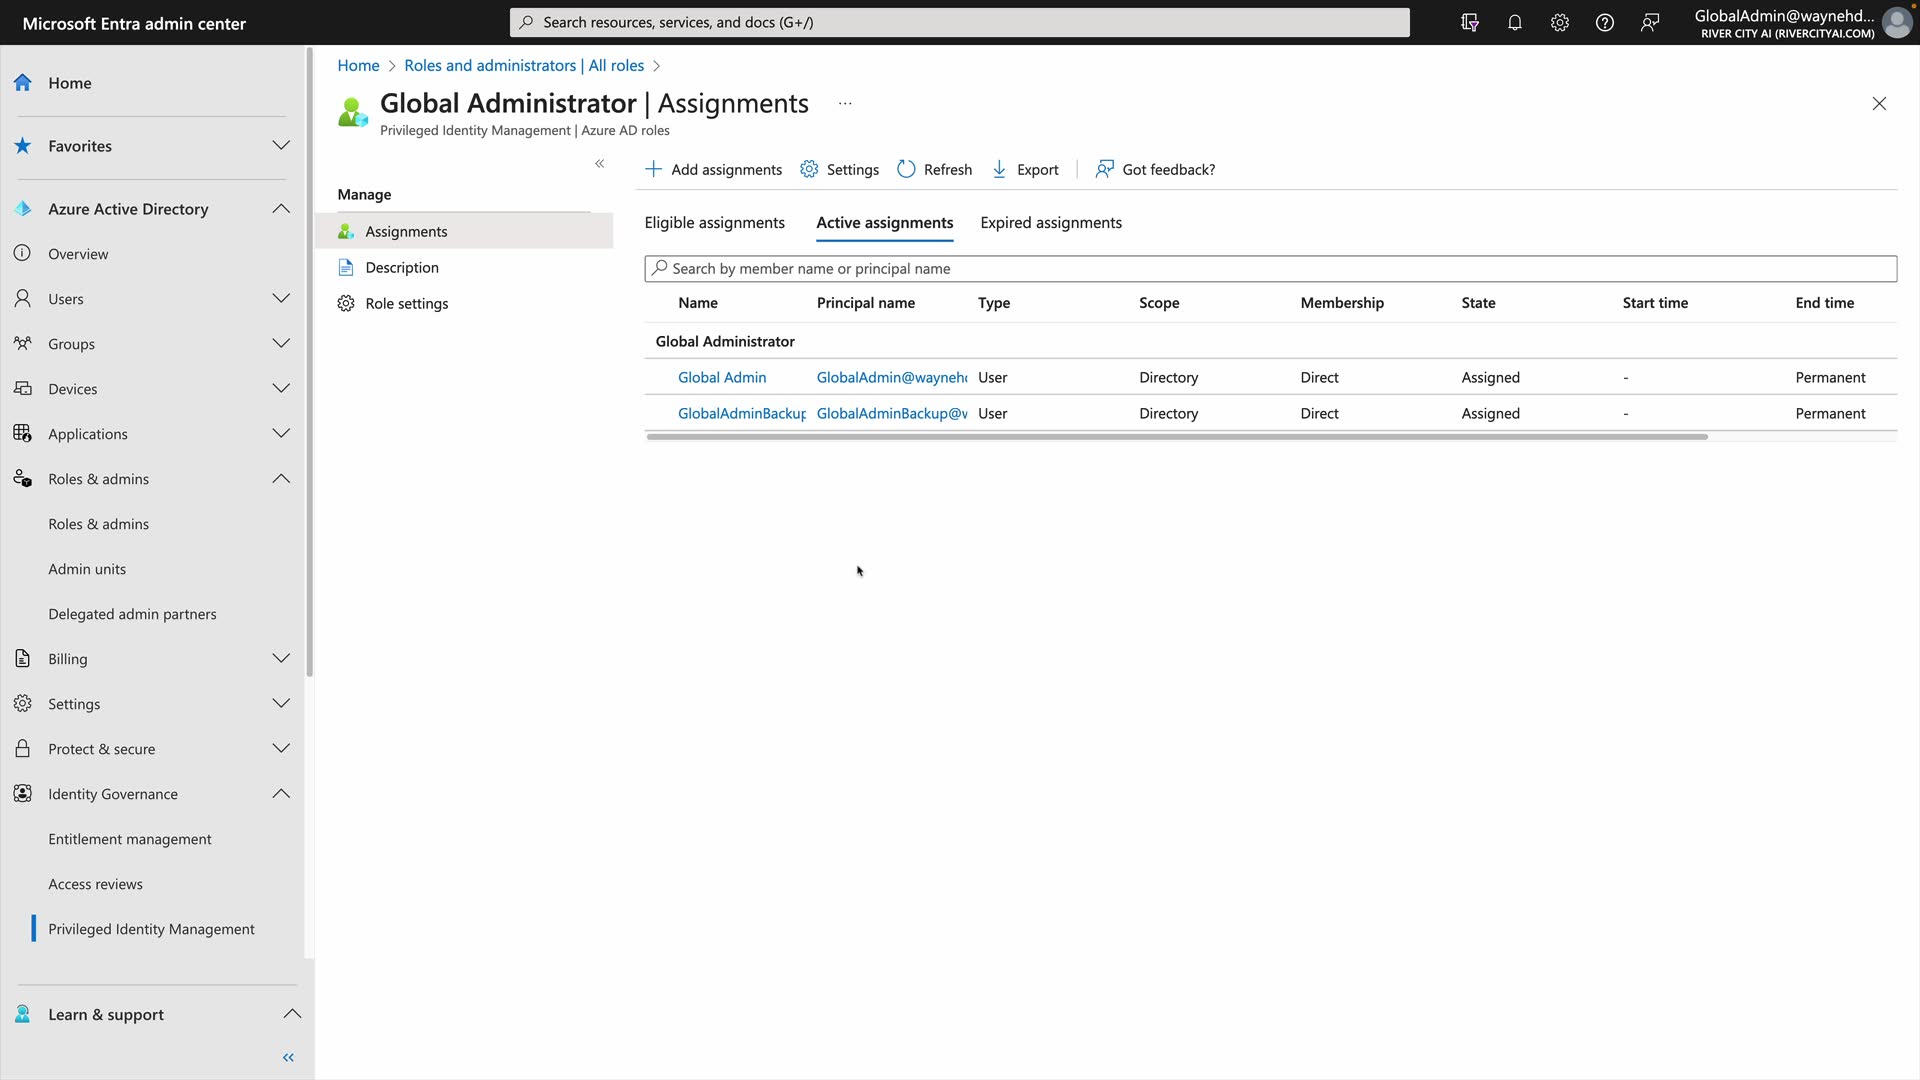 Microsoft Entra admin center
Search resources, services, and docs (G+/)
GlobalAdmin@waynehd...
RIVER CITY AI (RIVERCITYAI.COM)
Home
Favorites
Azure Active Directory
Overview
Users
Groups
Devices
Applications
Roles & admins
Roles & admins
Admin units
Delegated admin partners
Billing
Settings
Protect & secure
Identity Governance
Entitlement management
Access reviews
Privileged Identity Management
Learn & support
Home > Roles and administrators | All roles >
Global Administrator | Assignments ...
Privileged Identity Management | Azure AD roles
Manage
Assignments
Description
Role settings
Add assignments Settings Refresh Export Got feedback?
Eligible assignments Active assignments Expired assignments
Search by member name or principal name
Name Principal name Type Scope Membership State Start time End time
Global Administrator
Global Admin GlobalAdmin@waynehd User Directory Direct Assigned - Permanent
GlobalAdminBackup GlobalAdminBackup@w User Directory Direct Assigned - Permanent